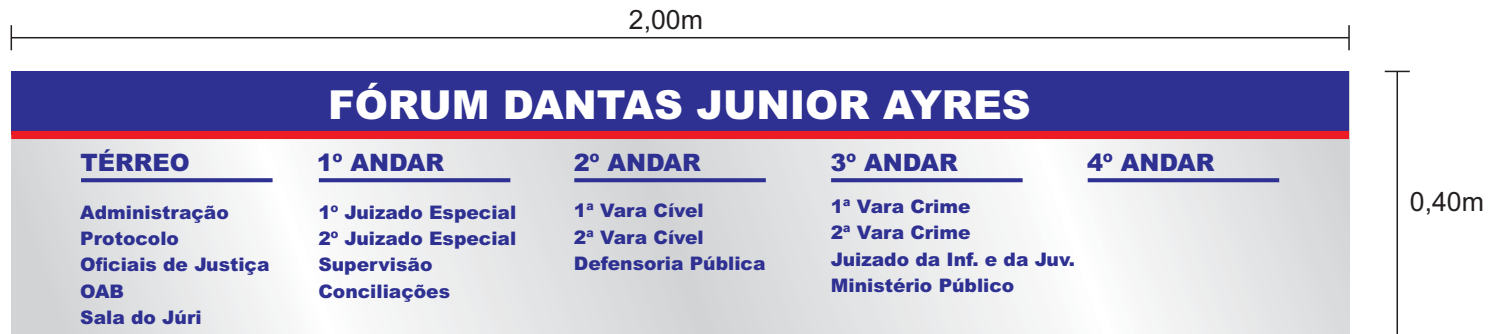 2,00m
FÓRUM DANTAS JUNIOR AYRES
0,40m
TÉRREO
Administração
Protocolo
Oficiais de Justiça
OAB
Sala do Júri
1º ANDAR
1º Juizado Especial
2º Juizado Especial
Supervisão
Conciliações
2º ANDAR
1ª Vara Cível
2ª Vara Cível
Defensoria Pública
3º ANDAR
1ª Vara Crime
2ª Vara Crime
Juizado da Inf. e da Juv.
Ministério Público
4º ANDAR